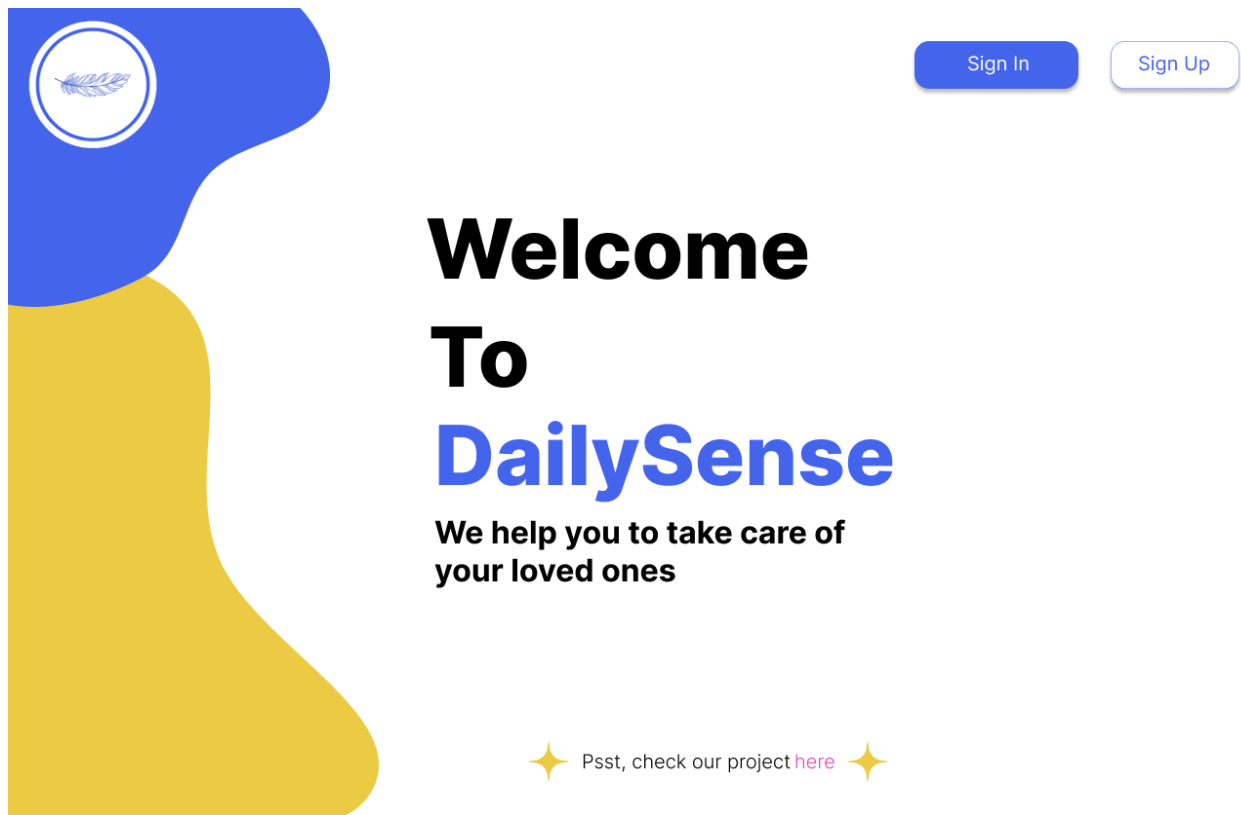 Sign In
Sign Up
Welcome
To
DailySense
We help you to take care of
your loved ones
Psst, check our project here